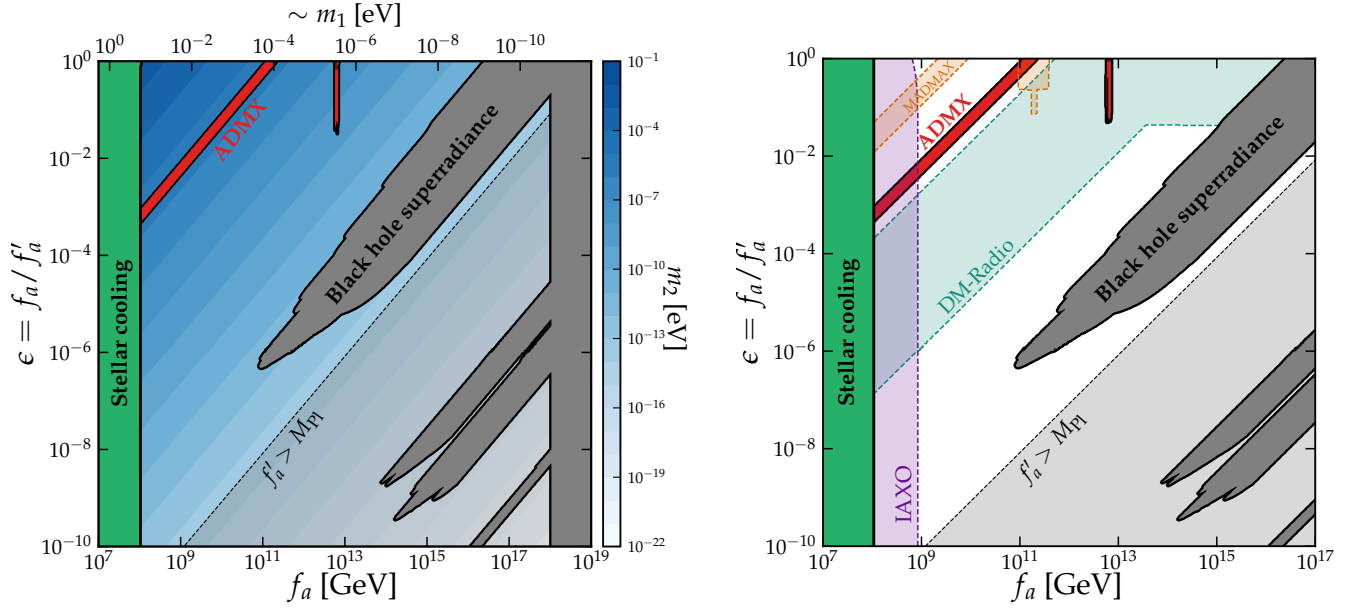 ∼ m₁ [eV]
10⁰ 10⁻² 10⁻⁴ 10⁻⁶ 10⁻⁸ 10⁻¹⁰
10⁰
10⁻²
10⁻⁴
10⁻⁶
10⁻⁸
10⁻¹⁰
ϵ = fₐ/fₐ′
Stellar cooling
ADMX
Black hole superradiance
fₐ′ > M_Pl
10⁷ 10⁹ 10¹¹ 10¹³ 10¹⁵ 10¹⁷ 10¹⁹
fₐ [GeV]
10⁻¹
10⁻⁴
10⁻⁷
10⁻¹⁰
10⁻¹³
10⁻¹⁶
10⁻¹⁹
10⁻²²
m₂ [eV]
10⁰
10⁻²
10⁻⁴
10⁻⁶
10⁻⁸
10⁻¹⁰
ϵ = fₐ/fₐ′
Stellar cooling
IAXO
MADMAX
ADMX
DM-Radio
Black hole superradiance
fₐ′ > M_Pl
10⁷ 10⁹ 10¹¹ 10¹³ 10¹⁵ 10¹⁷
fₐ [GeV]